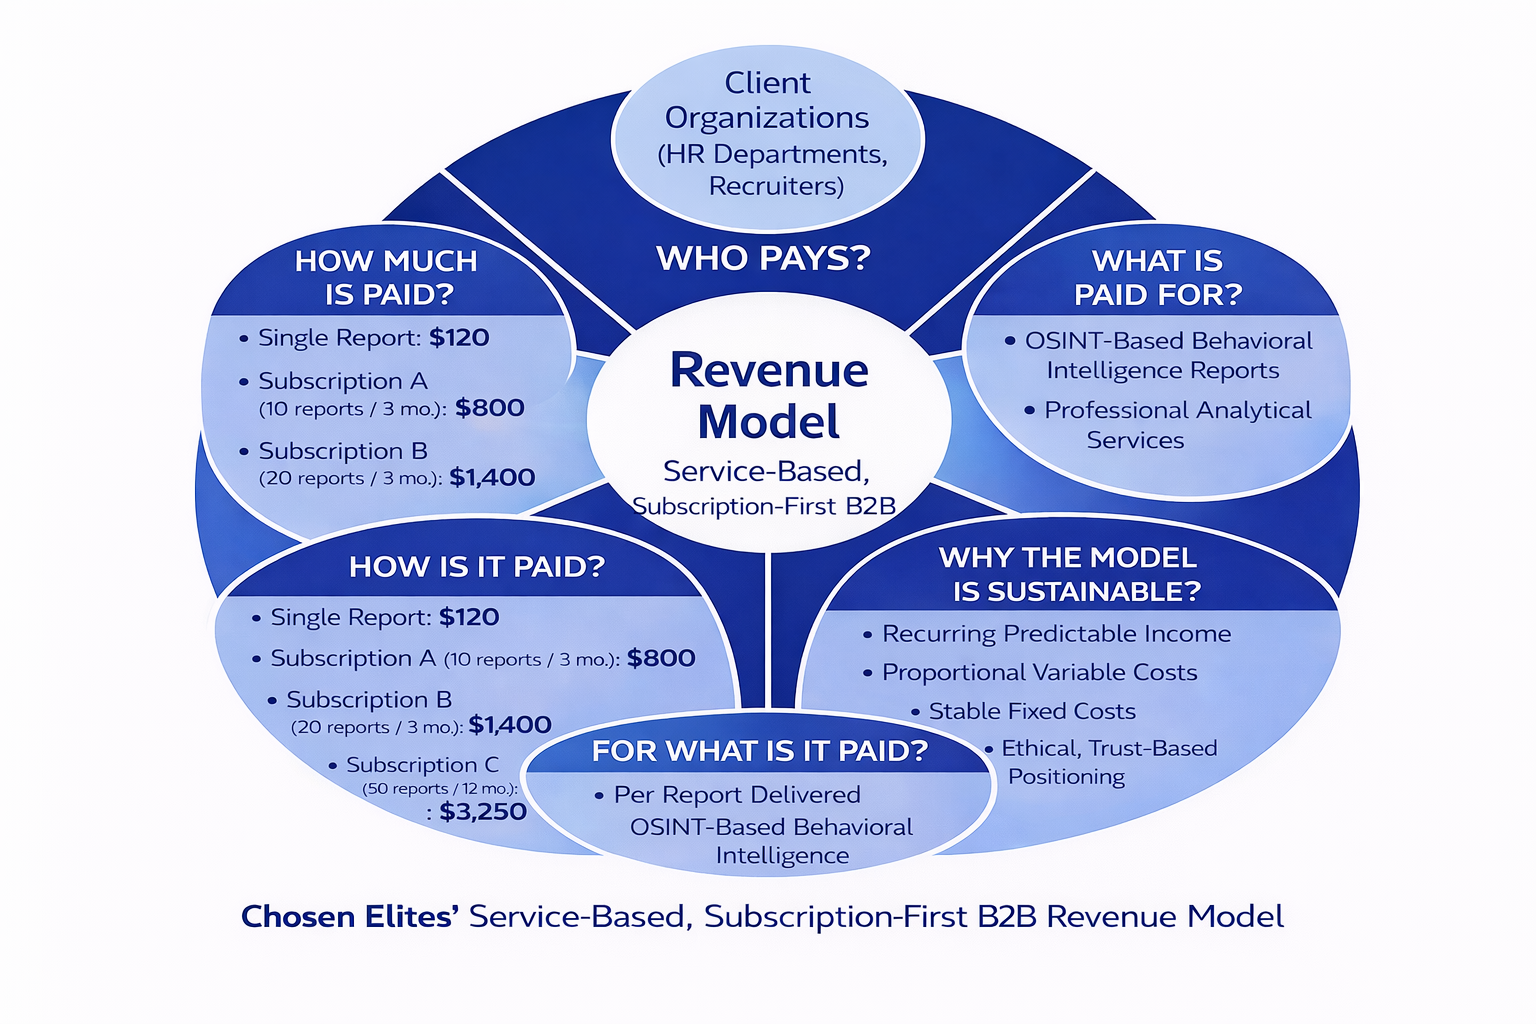 Client
Organizations
(HR Departments,
Recruiters)
WHO PAYS?
HOW MUCH
IS PAID?
• Single Report: $120
• Subscription A
(10 reports / 3 mo.): $800
• Subscription B
(20 reports / 3 mo.): $1,400
WHAT IS
PAID FOR?
• OSINT-Based Behavioral
Intelligence Reports
• Professional Analytical
Services
Revenue
Model
Service-Based,
Subscription-First B2B
HOW IS IT PAID?
• Single Report: $120
• Subscription A (10 reports / 3 mo.): $800
• Subscription B
(20 reports / 3 mo.): $1,400
• Subscription C
(50 reports / 12 mo.):
: $3,250
WHY THE MODEL
IS SUSTAINABLE?
• Recurring Predictable Income
• Proportional Variable Costs
• Stable Fixed Costs
• Ethical, Trust-Based
Positioning
FOR WHAT IS IT PAID?
• Per Report Delivered
OSINT-Based Behavioral
Intelligence
Chosen Elites’ Service-Based, Subscription-First B2B Revenue Model